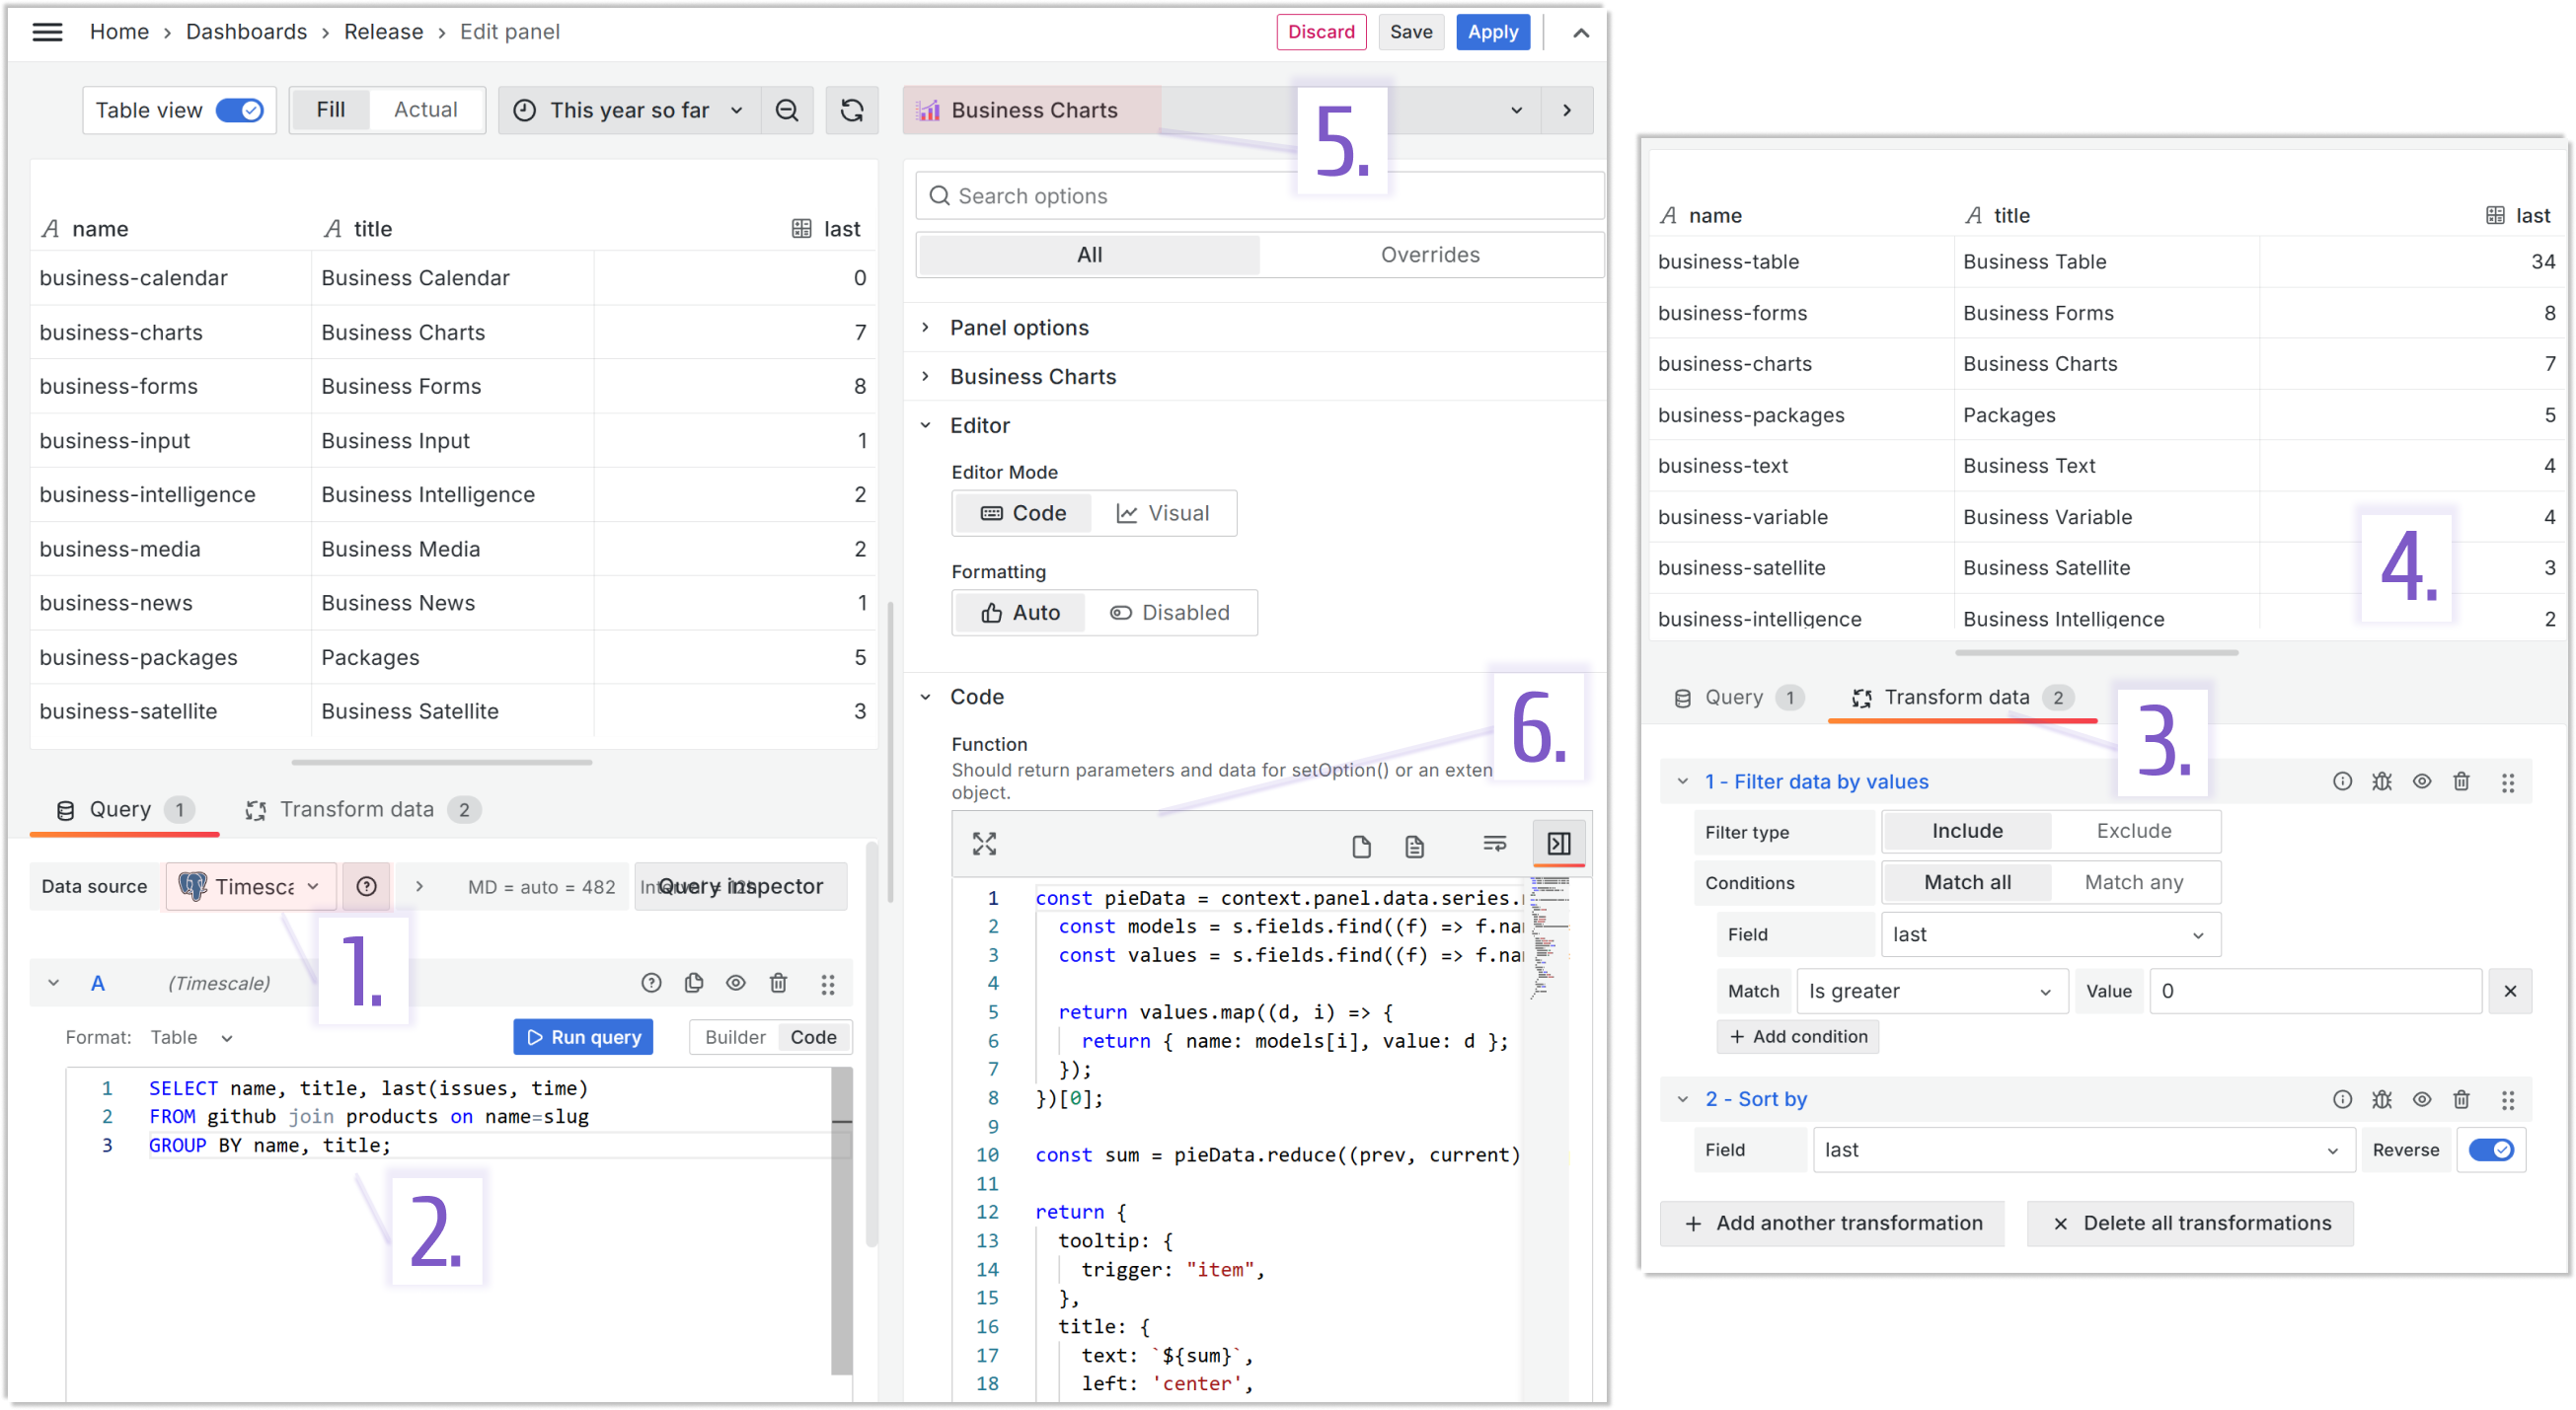 Home › Dashboards › Release › Edit panel
Discard Save Apply
Table view Fill Actual This year so far
Business Charts
5.
name title last
business-calendar Business Calendar 0
business-charts Business Charts 7
business-forms Business Forms 8
business-input Business Input 1
business-intelligence Business Intelligence 2
business-media Business Media 2
business-news Business News 1
business-packages Packages 5
business-satellite Business Satellite 3
Query 1 Transform data 2
Data source Timesca MD = auto = 482 Query inspector
1.
A (Timescale)
Format: Table Run query Builder Code
1 SELECT name, title, last(issues, time)
2 FROM github join products on name=slug
3 GROUP BY name, title;
2.
Search options
All Overrides
Panel options
Business Charts
Editor
Editor Mode
Code Visual
Formatting
Auto Disabled
Code
6.
Function
Should return parameters and data for setOption() or an exten
object.
1 const pieData = context.panel.data.series.
2 const models = s.fields.find((f) => f.na
3 const values = s.fields.find((f) => f.na
4
5 return values.map((d, i) => {
6 return { name: models[i], value: d };
7 });
8 })[0];
9
10 const sum = pieData.reduce((prev, current)
11
12 return {
13 tooltip: {
14 trigger: "item",
15 },
16 title: {
17 text: `${sum}`,
18 left: 'center',
name title last
business-table Business Table 34
business-forms Business Forms 8
business-charts Business Charts 7
business-packages Packages 5
business-text Business Text 4
business-variable Business Variable 4
business-satellite Business Satellite 3
business-intelligence Business Intelligence 2
4.
Query 1 Transform data 2
3.
1 - Filter data by values
Filter type Include Exclude
Conditions Match all Match any
Field last
Match Is greater Value 0
+ Add condition
2 - Sort by
Field last Reverse
+ Add another transformation × Delete all transformations